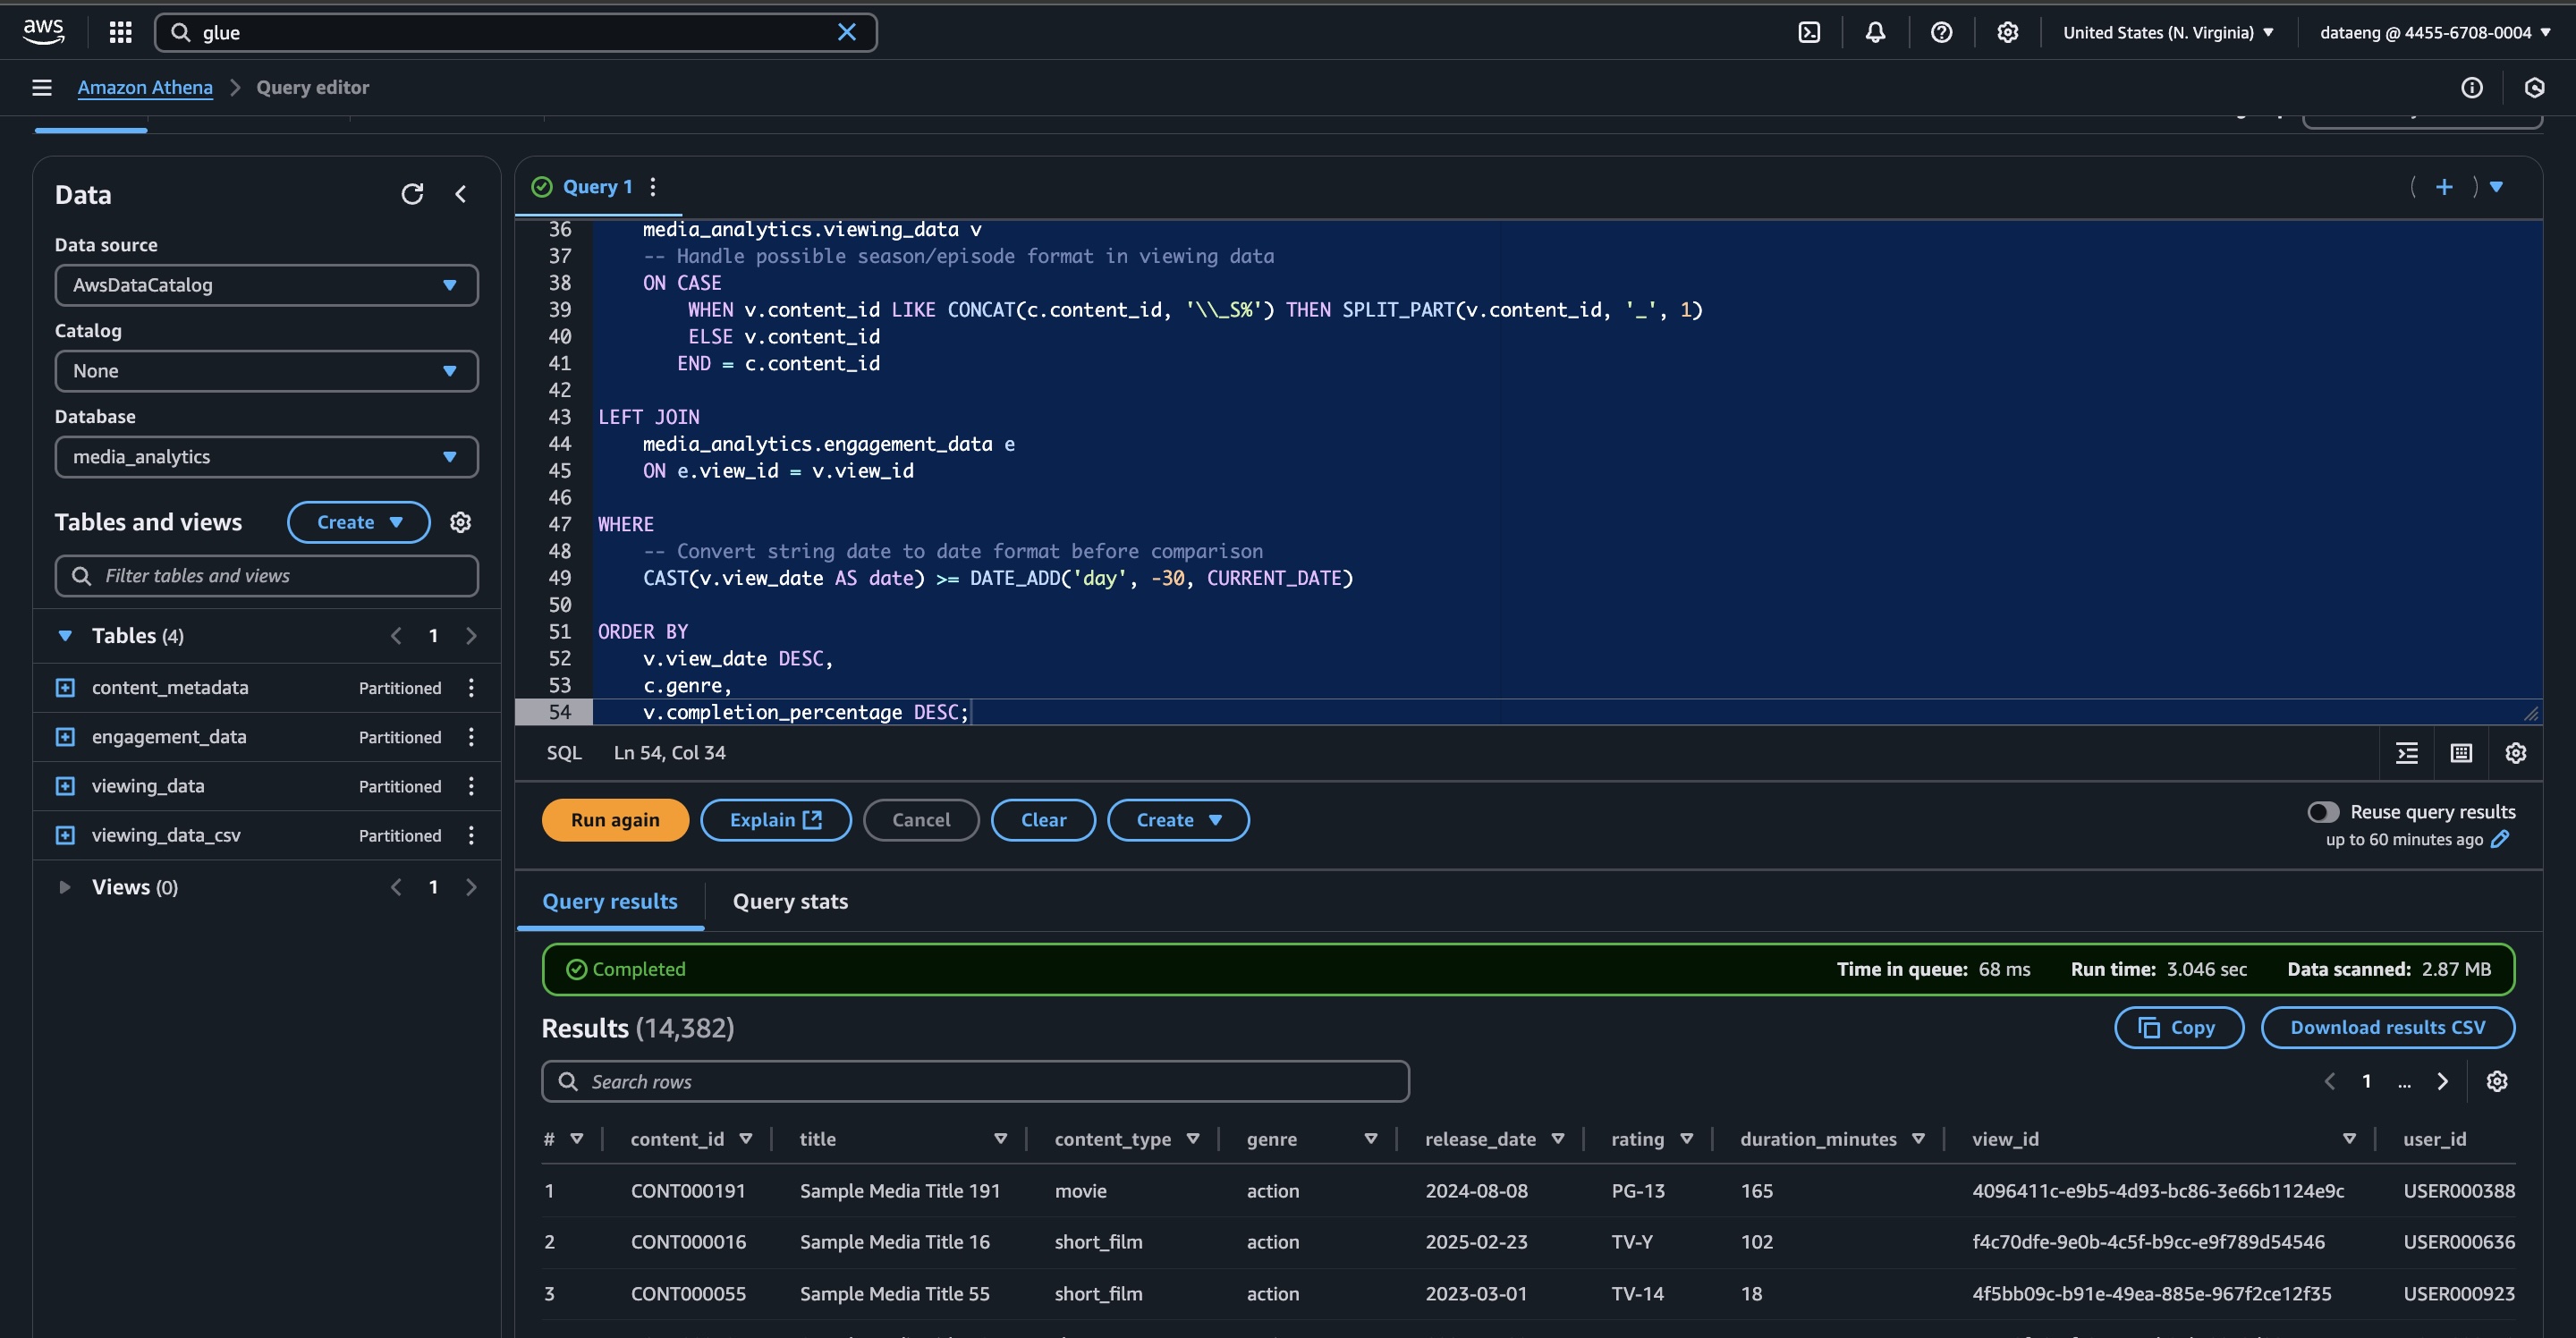 aws
glue
United States (N. Virginia)
dataeng @ 4455-6708-0004
Amazon Athena
Query editor
Data
Data source
AwsDataCatalog
Catalog
None
Database
media_analytics
Tables and views
Create
Filter tables and views
Tables (4)
1
content_metadata Partitioned
engagement_data Partitioned
viewing_data Partitioned
viewing_data_csv Partitioned
Views (0)
1
Query 1
36 media_analytics.viewing_data v
37 -- Handle possible season/episode format in viewing data
38 ON CASE
39 WHEN v.content_id LIKE CONCAT(c.content_id, '\\_S%') THEN SPLIT_PART(v.content_id, '_', 1)
40 ELSE v.content_id
41 END = c.content_id
42
43 LEFT JOIN
44 media_analytics.engagement_data e
45 ON e.view_id = v.view_id
46
47 WHERE
48 -- Convert string date to date format before comparison
49 CAST(v.view_date AS date) >= DATE_ADD('day', -30, CURRENT_DATE)
50
51 ORDER BY
52 v.view_date DESC,
53 c.genre,
54 v.completion_percentage DESC;
SQL Ln 54, Col 34
Run again Explain Cancel Clear Create
Reuse query results
up to 60 minutes ago
Query results Query stats
Completed Time in queue: 68 ms Run time: 3.046 sec Data scanned: 2.87 MB
Results (14,382)
Copy Download results CSV
Search rows
1 ...
# content_id title content_type genre release_date rating duration_minutes view_id user_id
1 CONT000191 Sample Media Title 191 movie action 2024-08-08 PG-13 165 4096411c-e9b5-4d93-bc86-3e66b1124e9c USER000388
2 CONT000016 Sample Media Title 16 short_film action 2025-02-23 TV-Y 102 f4c70dfe-9e0b-4c5f-b9cc-e9f789d54546 USER000636
3 CONT000055 Sample Media Title 55 short_film action 2023-03-01 TV-14 18 4f5bb09c-b91e-49ea-885e-967f2ce12f35 USER000923